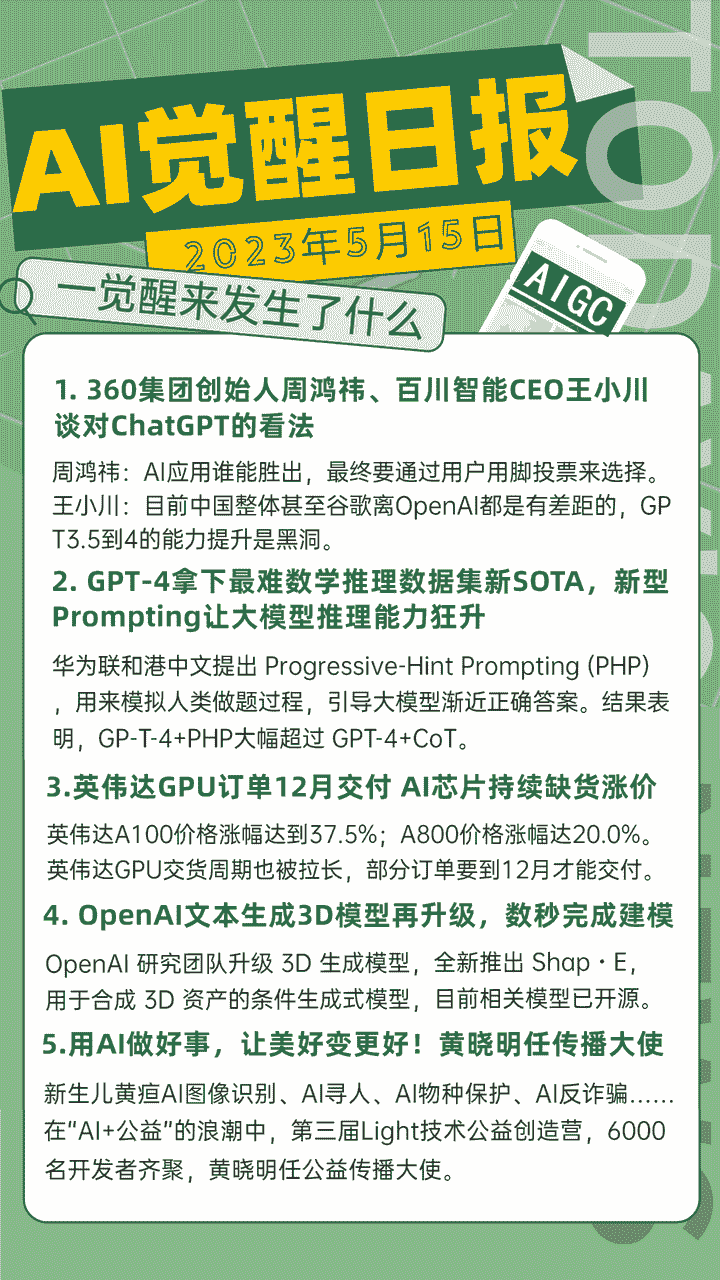 AI觉醒日报
2023年5月15日
一觉醒来发生了什么
AIGC
1. 360集团创始人周鸿祎、百川智能CEO王小川
谈对ChatGPT的看法
周鸿祎：AI应用谁能胜出，最终要通过用户用脚投票来选择。
王小川：目前中国整体甚至谷歌离OpenAI都是有差距的，GP
T3.5到4的能力提升是黑洞。
2. GPT-4拿下最难数学推理数据集新SOTA，新型
Prompting让大模型推理能力狂升
华为联和港中文提出 Progressive-Hint Prompting (PHP)
，用来模拟人类做题过程，引导大模型渐近正确答案。结果表
明，GP-T-4+PHP大幅超过 GPT-4+CoT。
3.英伟达GPU订单12月交付 AI芯片持续缺货涨价
英伟达A100价格涨幅达到37.5%；A800价格涨幅达20.0%。
英伟达GPU交货周期也被拉长，部分订单要到12月才能交付。
4. OpenAI文本生成3D模型再升级，数秒完成建模
OpenAI 研究团队升级 3D 生成模型，全新推出 Shap・E，
用于合成 3D 资产的条件生成式模型，目前相关模型已开源。
5.用AI做好事，让美好变更好！黄晓明任传播大使
新生儿黄疸AI图像识别、AI寻人、AI物种保护、AI反诈骗……
在“AI+公益”的浪潮中，第三届Light技术公益创造营，6000
名开发者齐聚，黄晓明任公益传播大使。